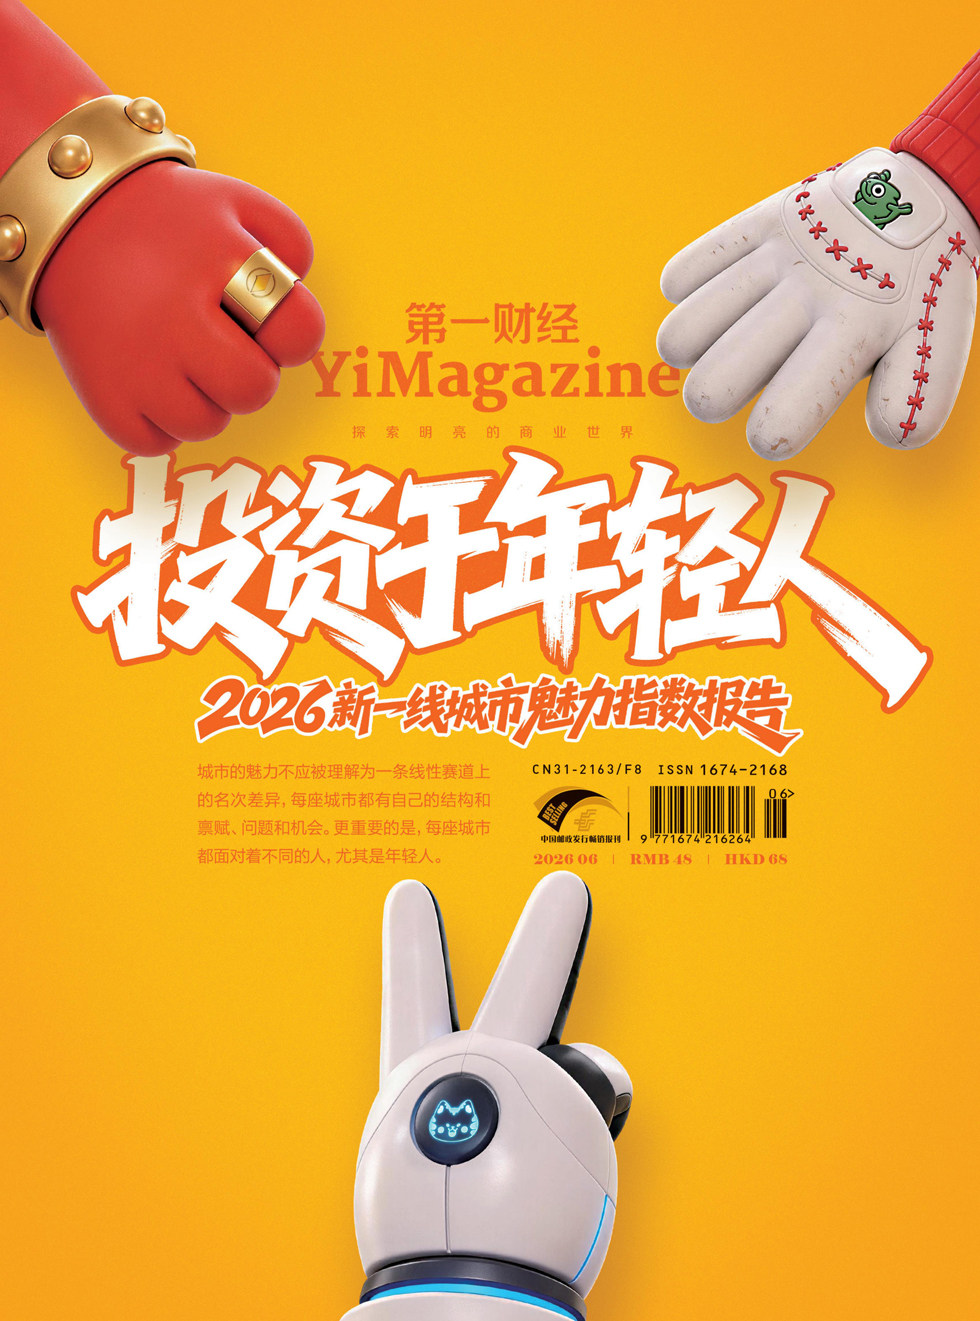 第一财经
YiMagazine
探索明亮的商业世界
投资于年轻人
2026新一线城市魅力指数报告
城市的魅力不应被理解为一条线性赛道上
的名次差异，每座城市都有自己的结构和
禀赋、问题和机会。更重要的是，每座城市
都面对着不同的人，尤其是年轻人。
CN31-2163/F8 ISSN 1674-2168
BEST SELLING
中国邮政发行畅销报刊
06>
9 771674 216264
2026 06 | RMB 48 | HKD 68